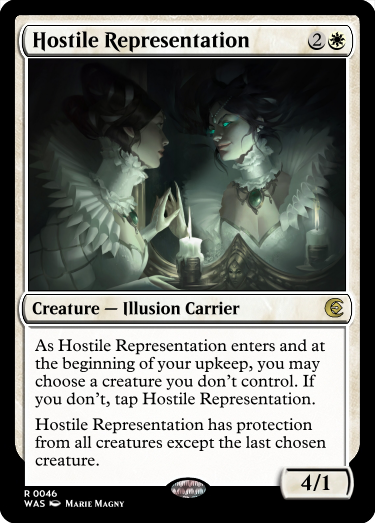 Hostile Representation 2
Creature — Illusion Carrier
As Hostile Representation enters and at
the beginning of your upkeep, you may
choose a creature you don't control. If
you don't, tap Hostile Representation.
Hostile Representation has protection
from all creatures except the last chosen
creature.
4/1
R 0046
WAS Marie Magny